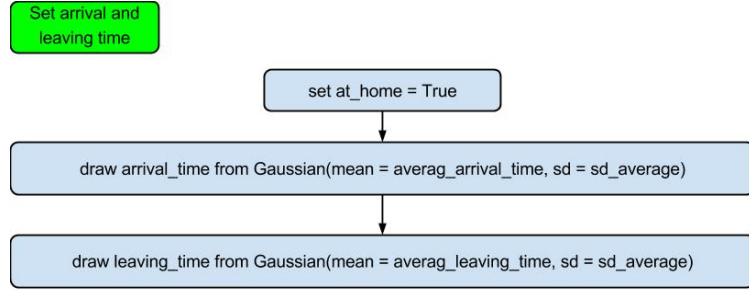 Set arrival and
leaving time
set at_home = True
draw arrival_time from Gaussian(mean = averag_arrival_time, sd = sd_average)
draw leaving_time from Gaussian(mean = averag_leaving_time, sd = sd_average)